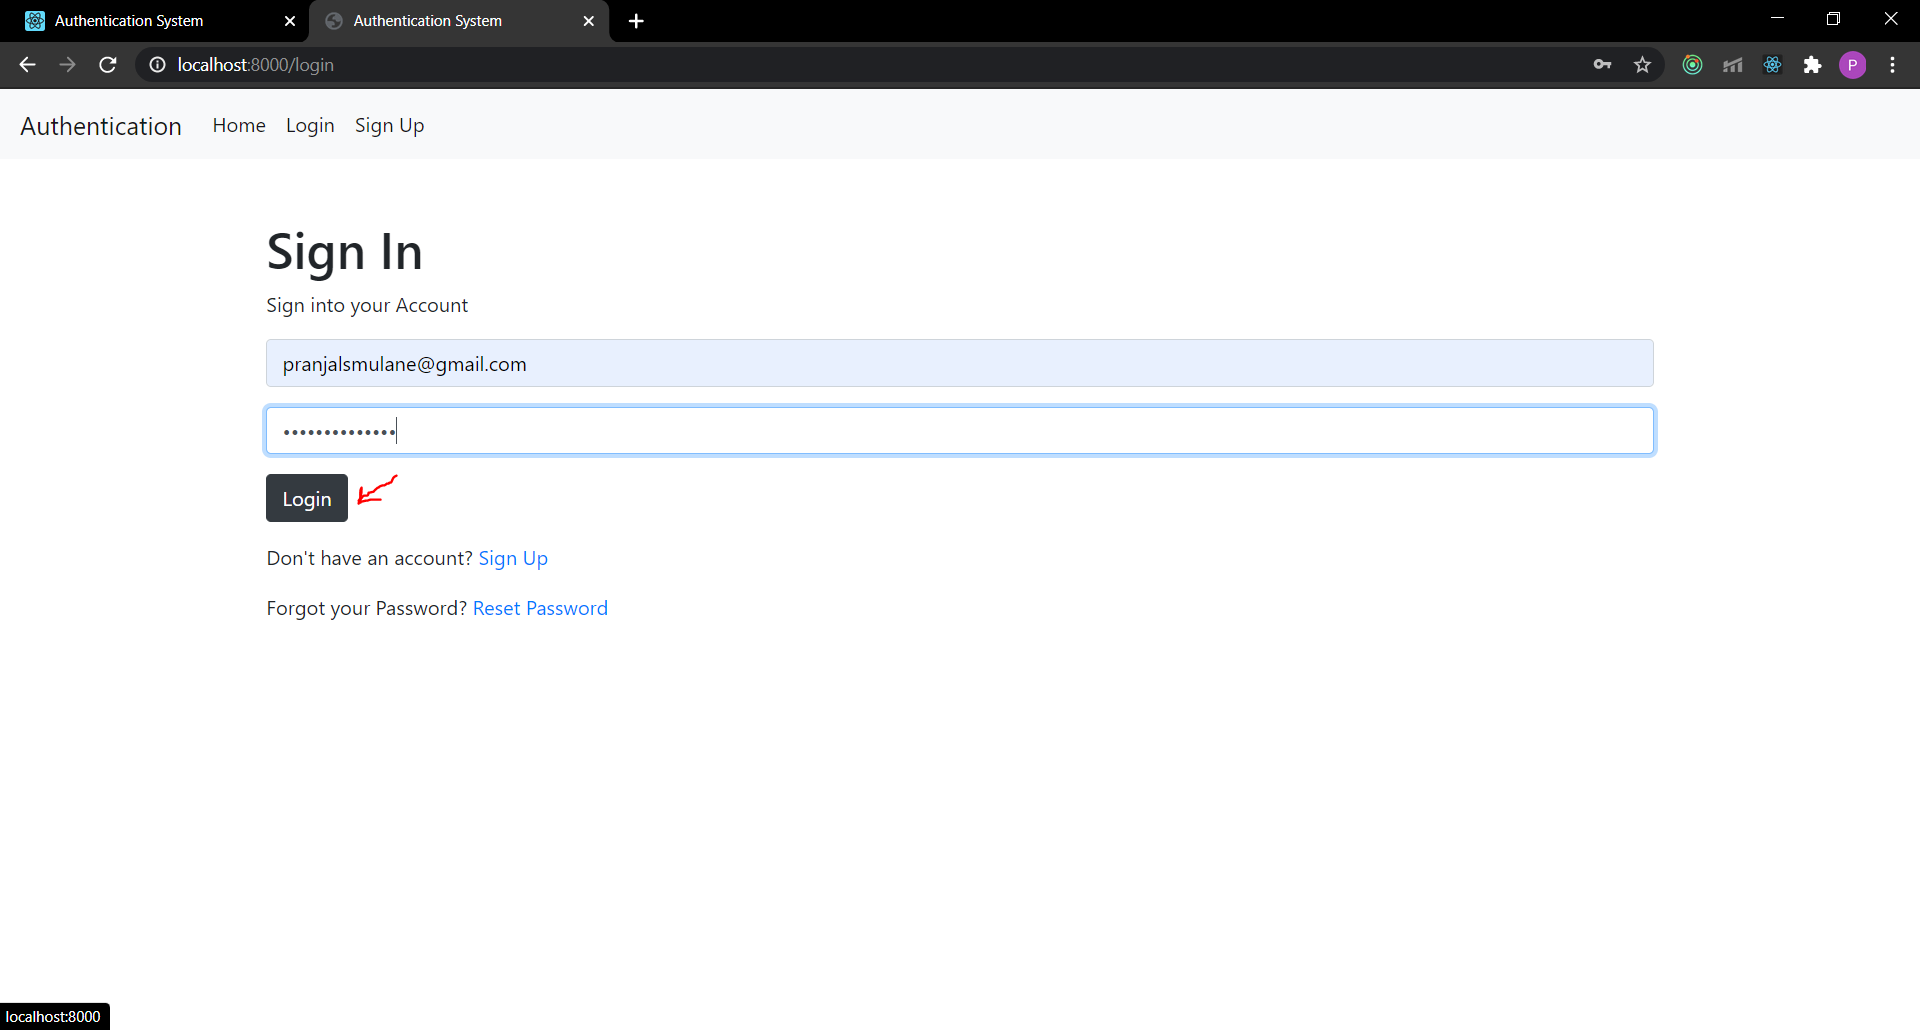 Authentication System
Authentication System
localhost:8000/login
P
Authentication Home Login Sign Up
Sign In
Sign into your Account
pranjalsmulane@gmail.com
••••••••••••••
Login
Don't have an account? Sign Up
Forgot your Password? Reset Password
localhost:8000